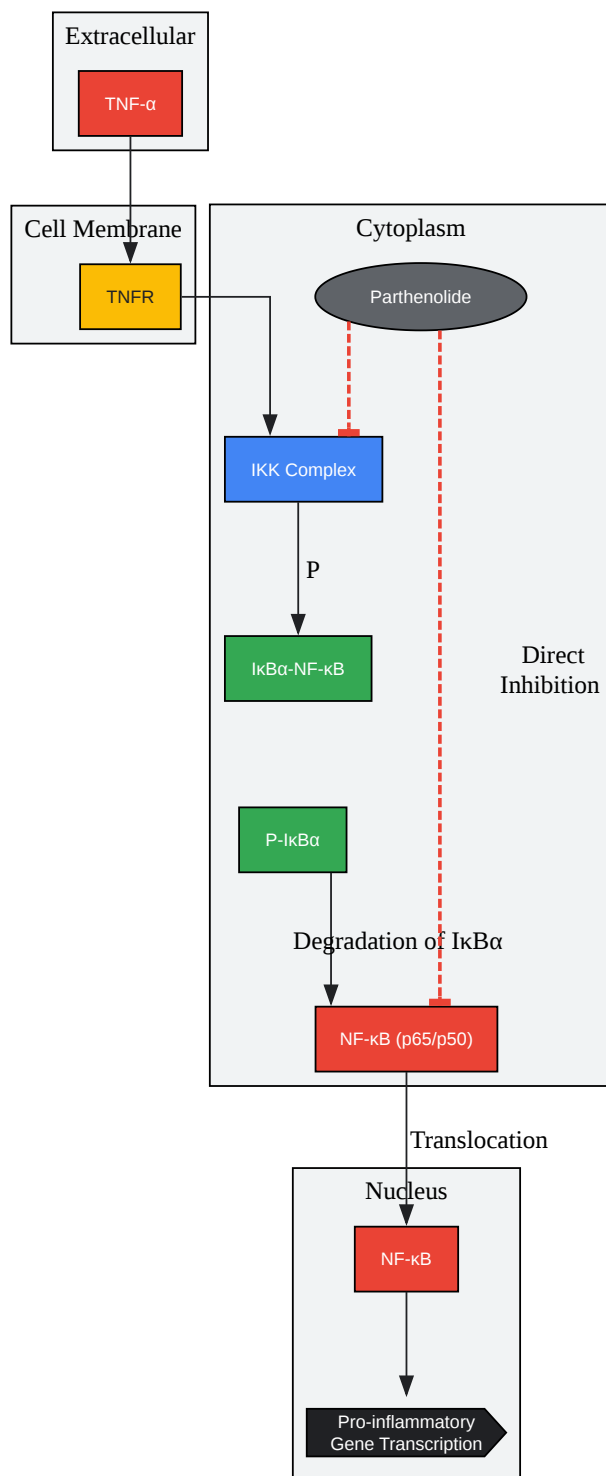 Extracellular
TNF-α
Cell Membrane
TNFR
Cytoplasm
Parthenolide
IKK Complex
P
IκBα-NF-κB
Direct
Inhibition
P-IκBα
Degradation of IκBα
NF-κB (p65/p50)
Translocation
Nucleus
NF-κB
Pro-inflammatory
Gene Transcription